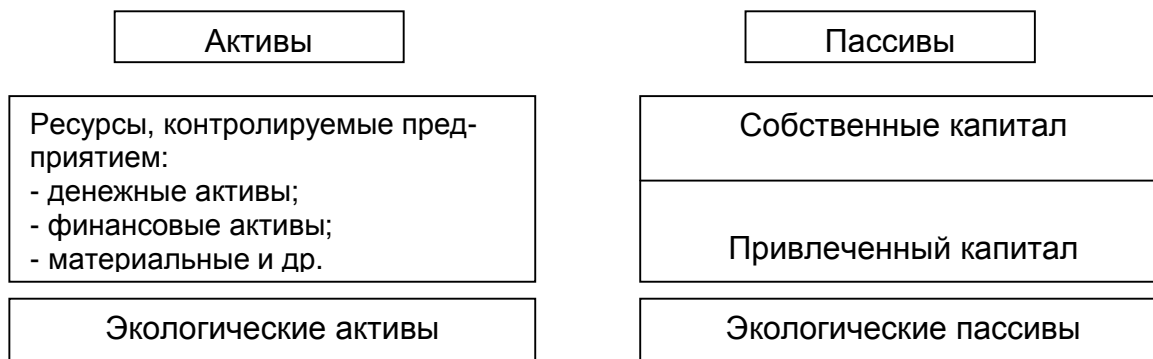 Активы
Пассивы
Ресурсы, контролируемые пред-
приятием:
- денежные активы;
- финансовые активы;
- материальные и др.
Собственные капитал
Привлеченный капитал
Экологические активы
Экологические пассивы